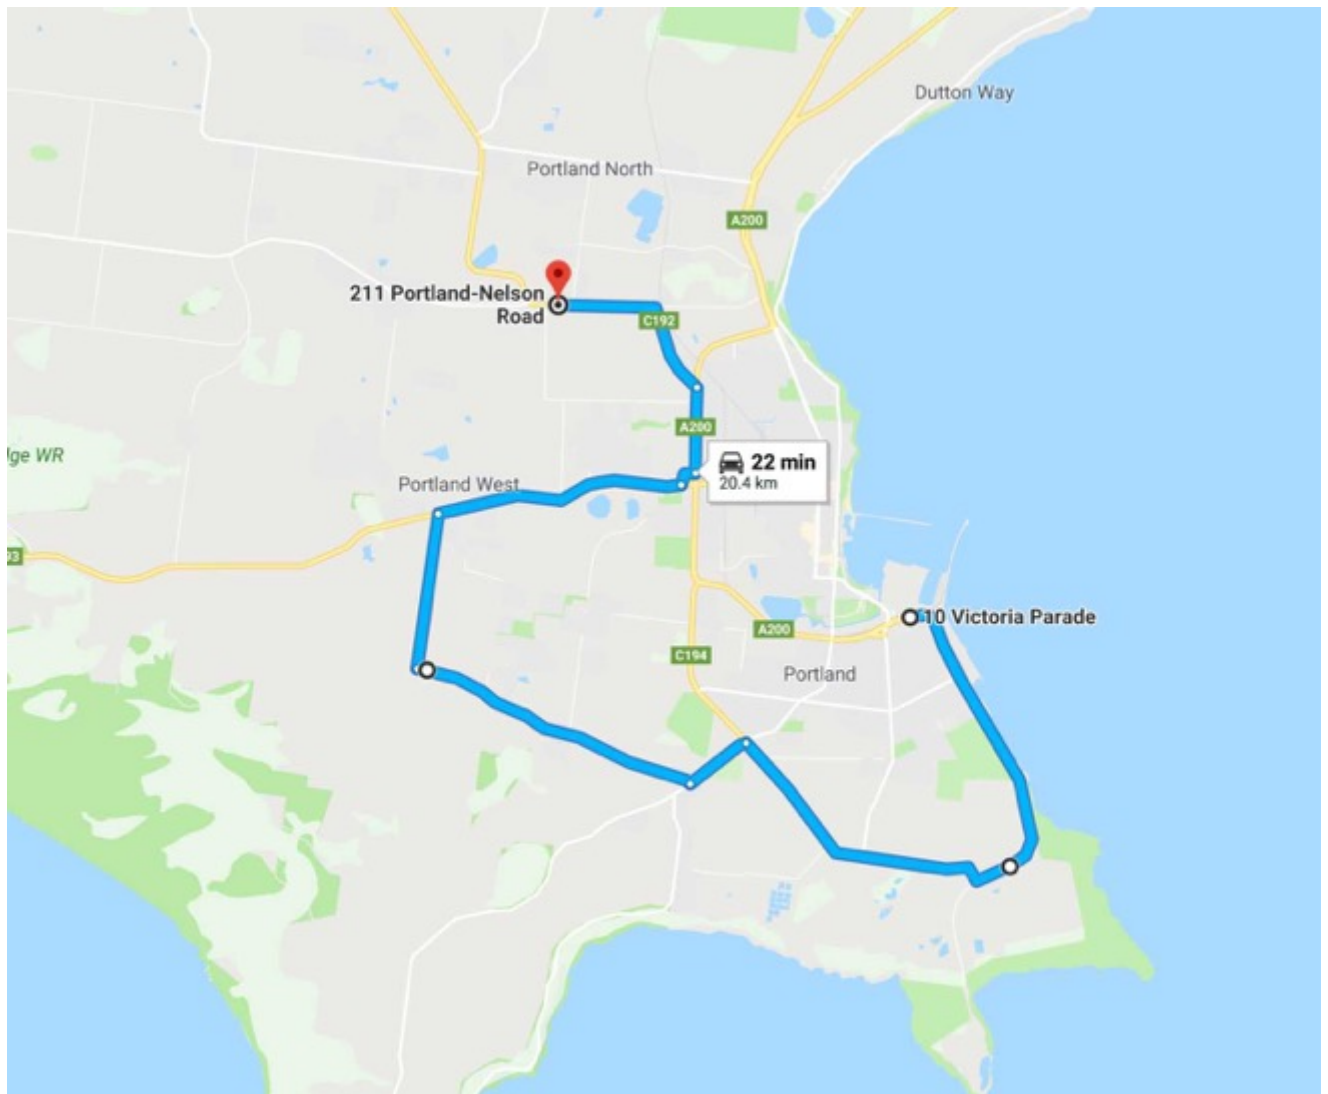 Dutton Way
Portland North
A200
211 Portland-Nelson
Road
C192
A200
lge WR
22 min
20.4 km
Portland West
93
10 Victoria Parade
A200
C194
Portland